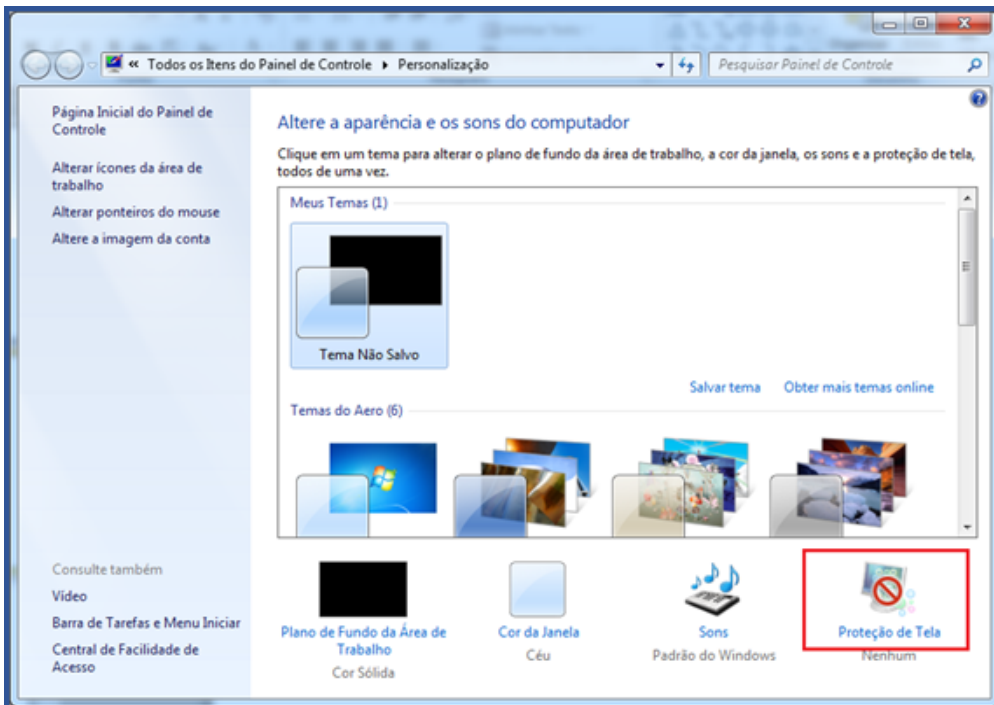 « Todos os Itens do Painel de Controle ▸ Personalização
Pesquisar Painel de Controle
Página Inicial do Painel de
Controle
Alterar ícones da área de
trabalho
Alterar ponteiros do mouse
Altere a imagem da conta
Altere a aparência e os sons do computador
Clique em um tema para alterar o plano de fundo da área de trabalho, a cor da janela, os sons e a proteção de tela,
todos de uma vez.
Meus Temas (1)
Tema Não Salvo
Salvar tema
Obter mais temas online
Temas do Aero (6)
Consulte também
Vídeo
Barra de Tarefas e Menu Iniciar
Central de Facilidade de
Acesso
Plano de Fundo da Área de
Trabalho
Cor Sólida
Cor da Janela
Céu
Sons
Padrão do Windows
Proteção de Tela
Nenhum